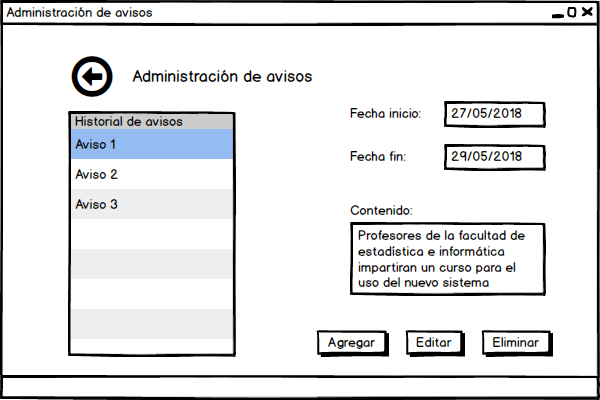 Administración de avisos
Administración de avisos
Historial de avisos
Aviso 1
Aviso 2
Aviso 3
Fecha inicio: 27/05/2018
Fecha fin: 29/05/2018
Contenido:
Profesores de la facultad de
estadística e informática
impartiran un curso para el
uso del nuevo sistema
Agregar Editar Eliminar